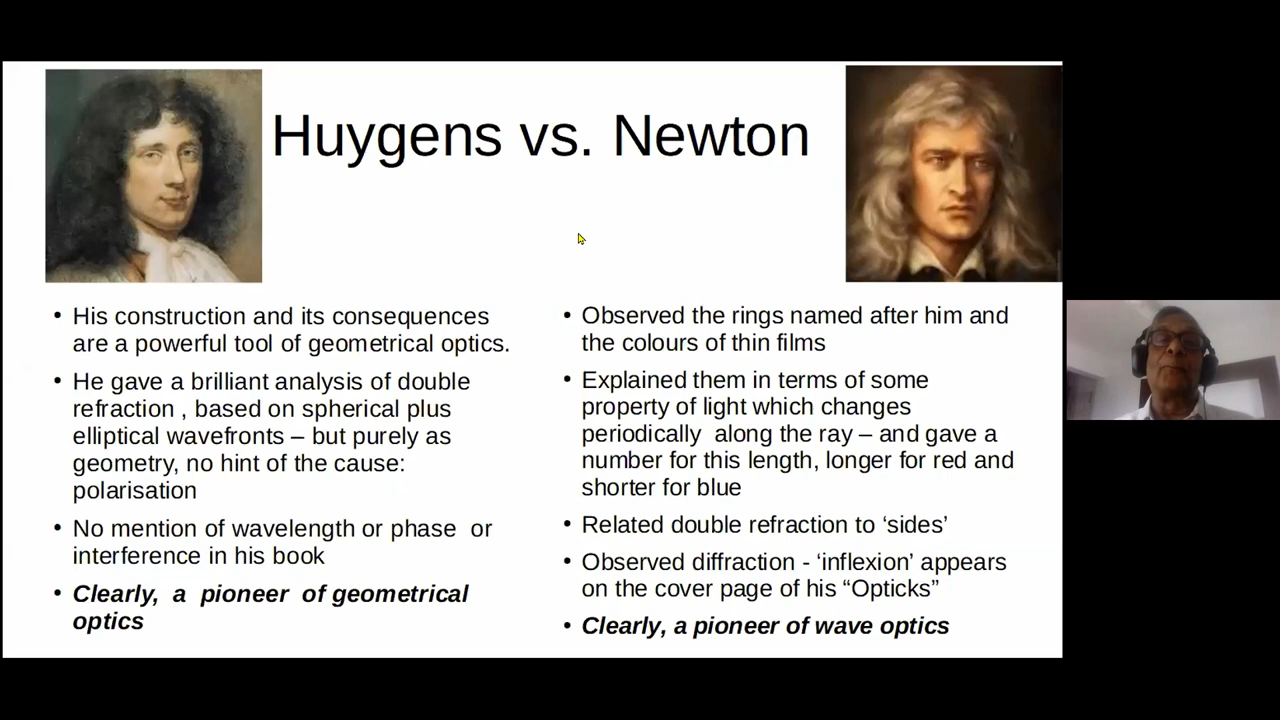 Huygens vs. Newton
• His construction and its consequences
are a powerful tool of geometrical optics.
• He gave a brilliant analysis of double
refraction , based on spherical plus
elliptical wavefronts – but purely as
geometry, no hint of the cause:
polarisation
• No mention of wavelength or phase  or
interference in his book
• Clearly,  a  pioneer  of geometrical
optics
• Observed the rings named after him and
the colours of thin films
• Explained them in terms of some
property of light which changes
periodically  along the ray – and gave a
number for this length, longer for red and
shorter for blue
• Related double refraction to ‘sides’
• Observed diffraction - ‘inflexion’ appears
on the cover page of his “Opticks”
• Clearly, a pioneer of wave optics